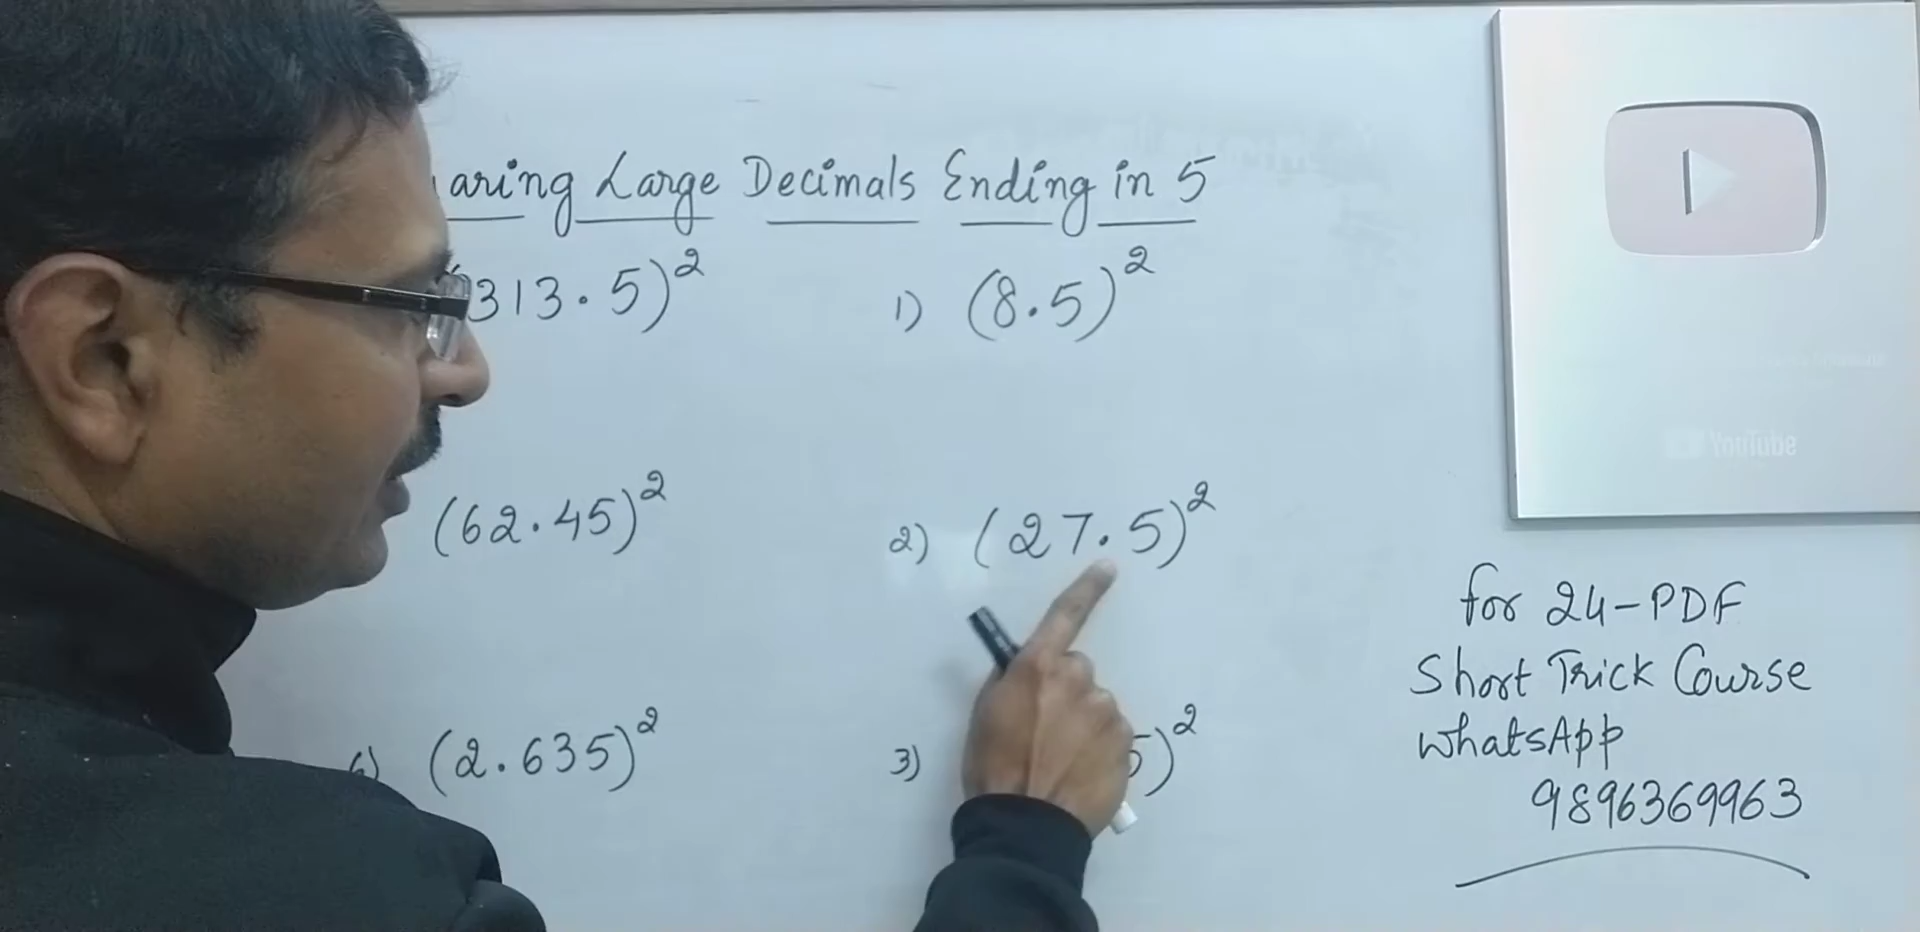 aring Large Decimals Ending in 5
313.5)²
1) (8.5)²
(62.45)²
2) (27.5)²
6) (2.635)²
3) 5)²
YouTube
for 24-PDF
Short Trick Course
WhatsApp
9896369963